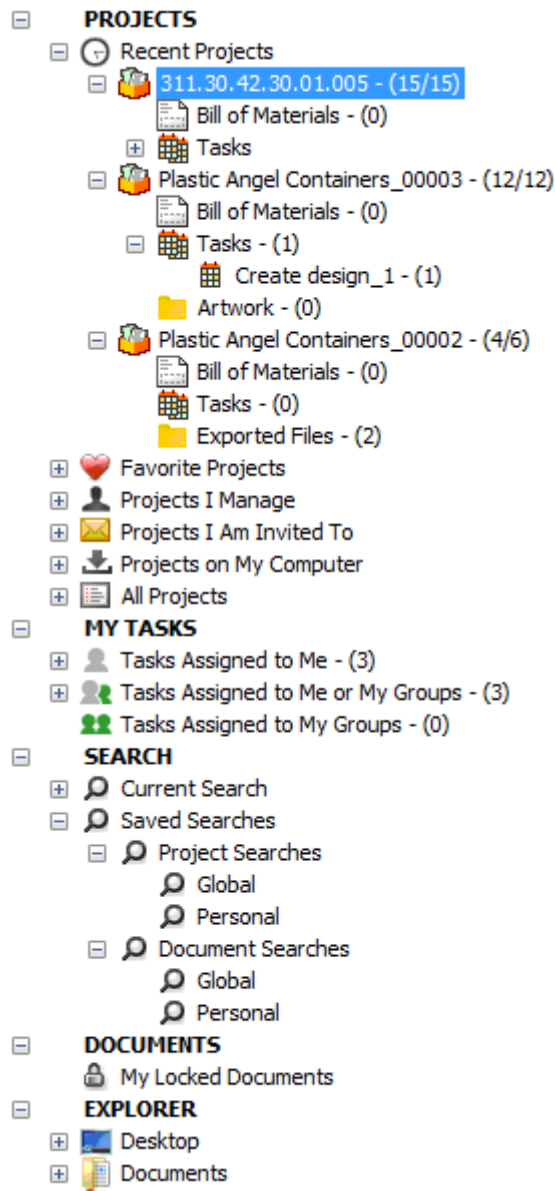 PROJECTS
Recent Projects
311.30.42.30.01.005 - (15/15)
Bill of Materials - (0)
Tasks
Plastic Angel Containers_00003 - (12/12)
Bill of Materials - (0)
Tasks - (1)
Create design_1 - (1)
Artwork - (0)
Plastic Angel Containers_00002 - (4/6)
Bill of Materials - (0)
Tasks - (0)
Exported Files - (2)
Favorite Projects
Projects I Manage
Projects I Am Invited To
Projects on My Computer
All Projects
MY TASKS
Tasks Assigned to Me - (3)
Tasks Assigned to Me or My Groups - (3)
Tasks Assigned to My Groups - (0)
SEARCH
Current Search
Saved Searches
Project Searches
Global
Personal
Document Searches
Global
Personal
DOCUMENTS
My Locked Documents
EXPLORER
Desktop
Documents